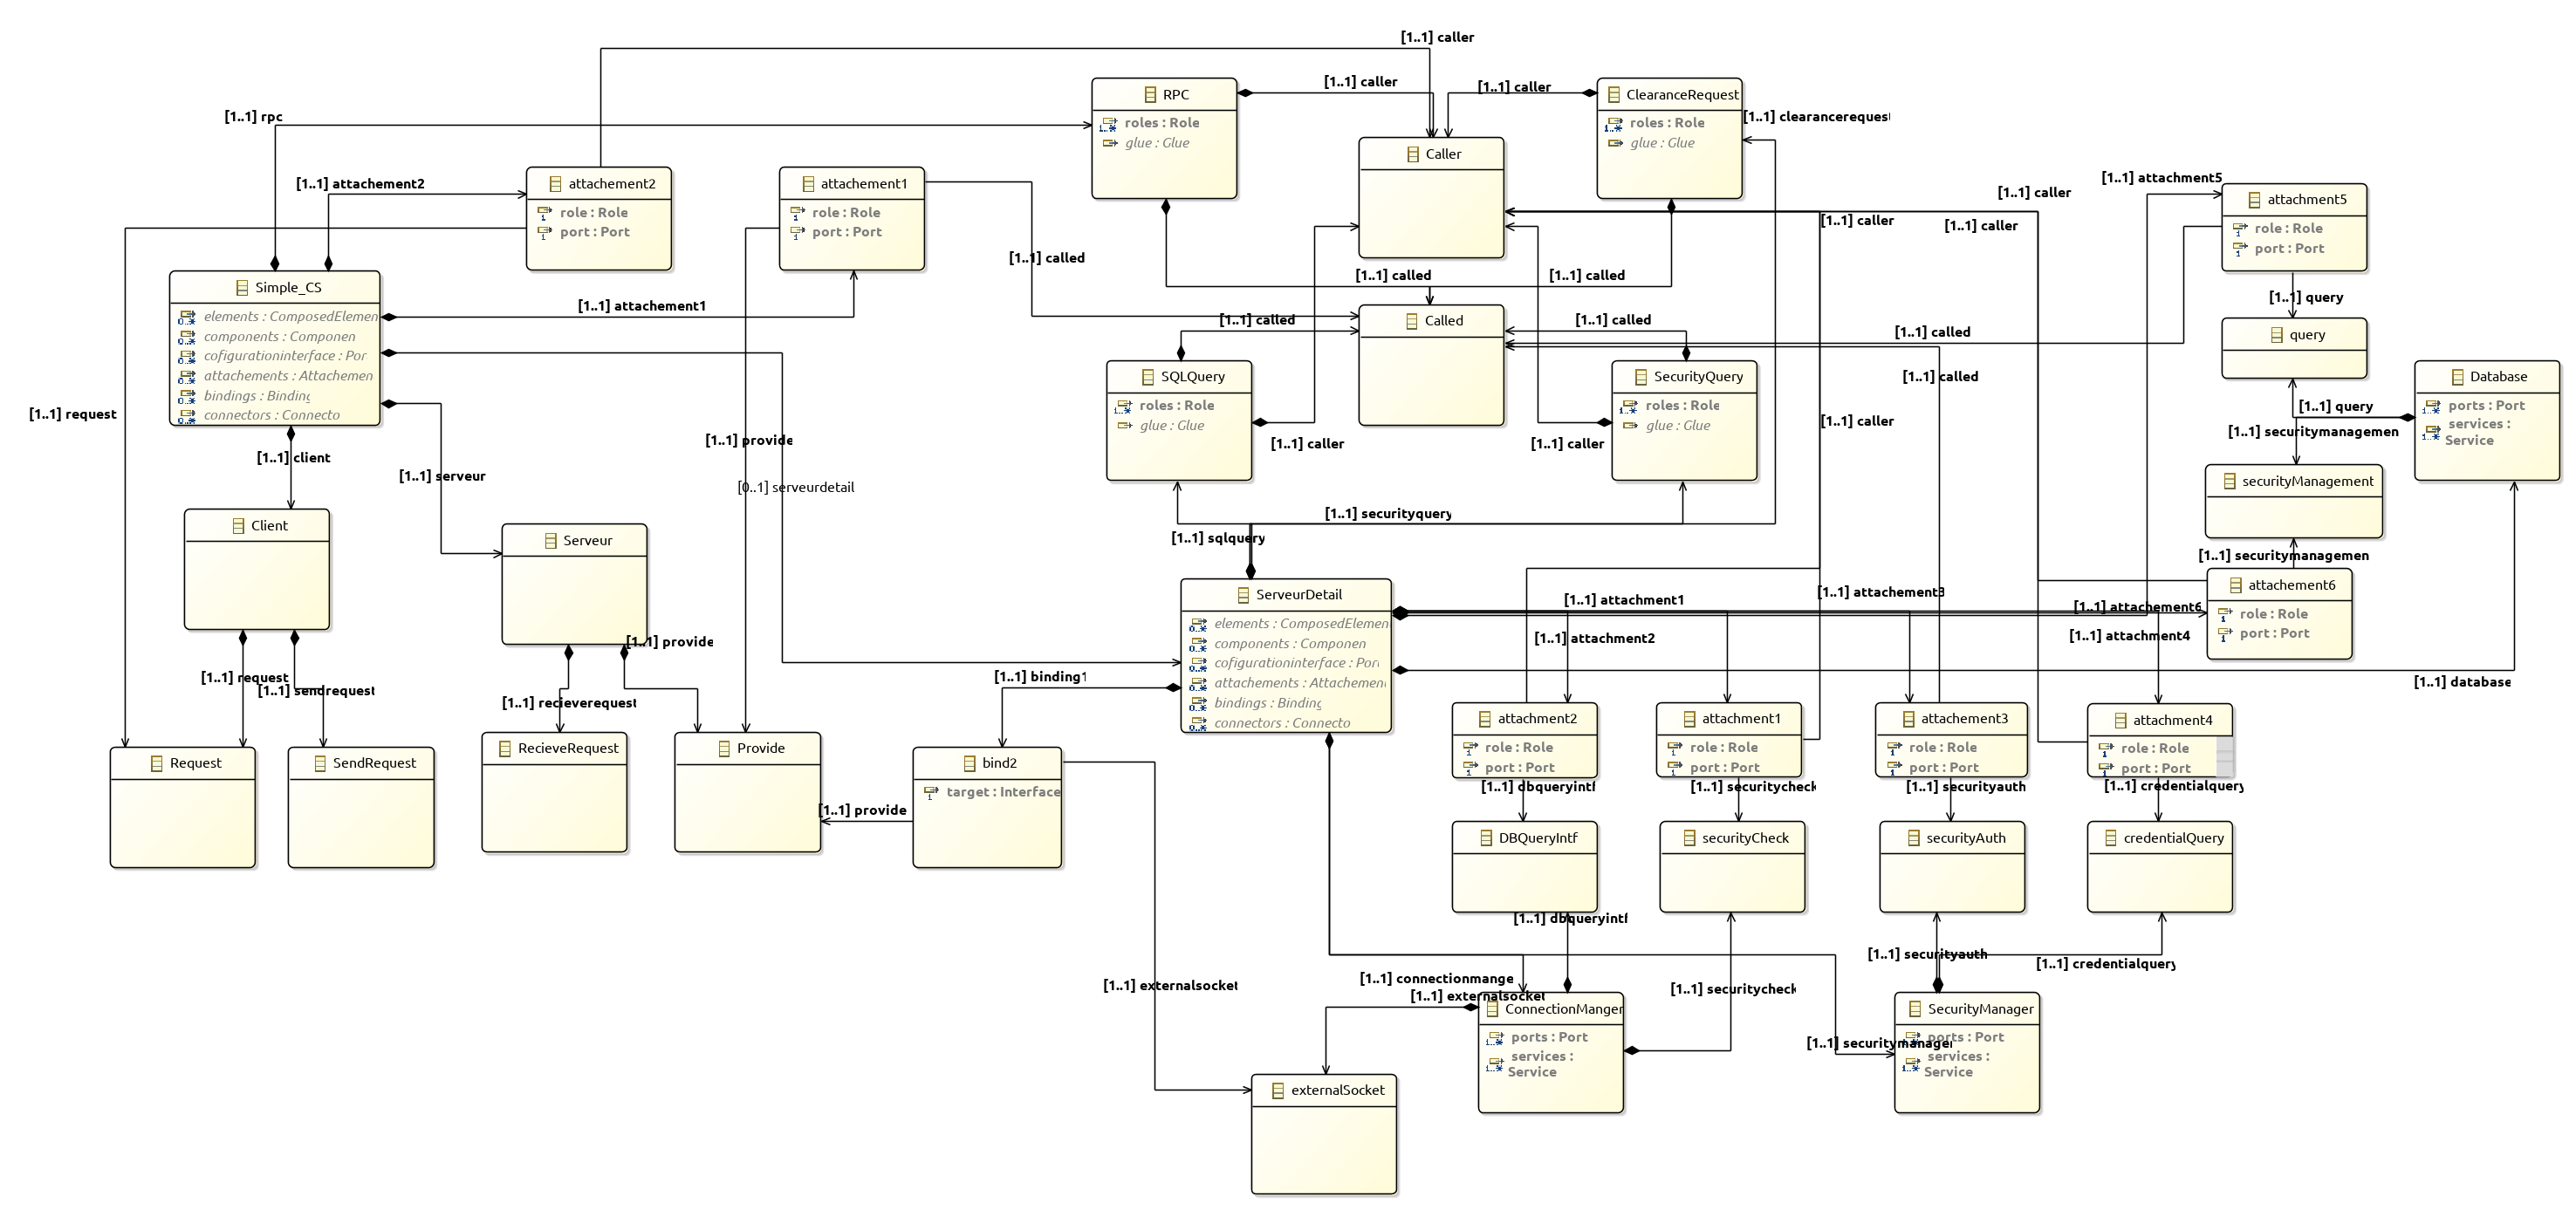 [1..1] caller
RPC
roles : Role
glue : Glue
[1..1] caller
[1..1] caller
ClearanceRequest
roles : Role
glue : Glue
[1..1] clearancerequest
[1..1] rpc
Caller
[1..1] attachement2
attachement2
role : Role
port : Port
attachement1
role : Role
port : Port
[1..1] caller
[1..1] attachment5
attachment5
role : Role
port : Port
[1..1] caller
[1..1] caller
[1..1] called
[1..1] called
[1..1] called
Simple_CS
elements : ComposedElemen
components : Componen
cofigurationinterface : Por
attachements : Attachemen
bindings : Binding
connectors : Connecto
[1..1] attachement1
[1..1] query
query
Called
[1..1] called
[1..1] called
[1..1] called
SQLQuery
roles : Role
glue : Glue
SecurityQuery
roles : Role
glue : Glue
[1..1] called
Database
ports : Port
services :
Service
[1..1] query
[1..1] securitymanagemen
[1..1] request
[1..1] caller
[1..1] provide
[1..1] caller
[1..1] caller
[1..1] client
[1..1] serveur
[0..1] serveurdetail
securityManagement
[1..1] securityquery
[1..1] sqlquery
Client
Serveur
[1..1] securitymanagemen
attachement6
role : Role
port : Port
ServeurDetail
elements : ComposedElemen
components : Componen
cofigurationinterface : Por
attachements : Attachemen
bindings : Binding
connectors : Connecto
[1..1] attachment1
[1..1] attachement3
[1..1] attachement6
[1..1] attachment2
[1..1] attachment4
[1..1] provide
[1..1] request
[1..1] sendrequest
[1..1] binding1
[1..1] database
[1..1] recieverequest
attachment2
role : Role
port : Port
attachment1
role : Role
port : Port
attachement3
role : Role
port : Port
attachment4
role : Role
port : Port
Request
SendRequest
RecieveRequest
Provide
bind2
target : Interface
[1..1] provide
[1..1] dbqueryintf
[1..1] securitycheck
[1..1] securityauth
[1..1] credentialquery
DBQueryIntf
securityCheck
securityAuth
credentialQuery
[1..1] dbqueryintf
[1..1] securityauth
[1..1] credentialquery
[1..1] connectionmange
[1..1] externalsocket
[1..1] externalsocket
[1..1] securitycheck
ConnectionManger
ports : Port
services :
Service
SecurityManager
ports : Port
services :
Service
[1..1] securitymanager
externalSocket